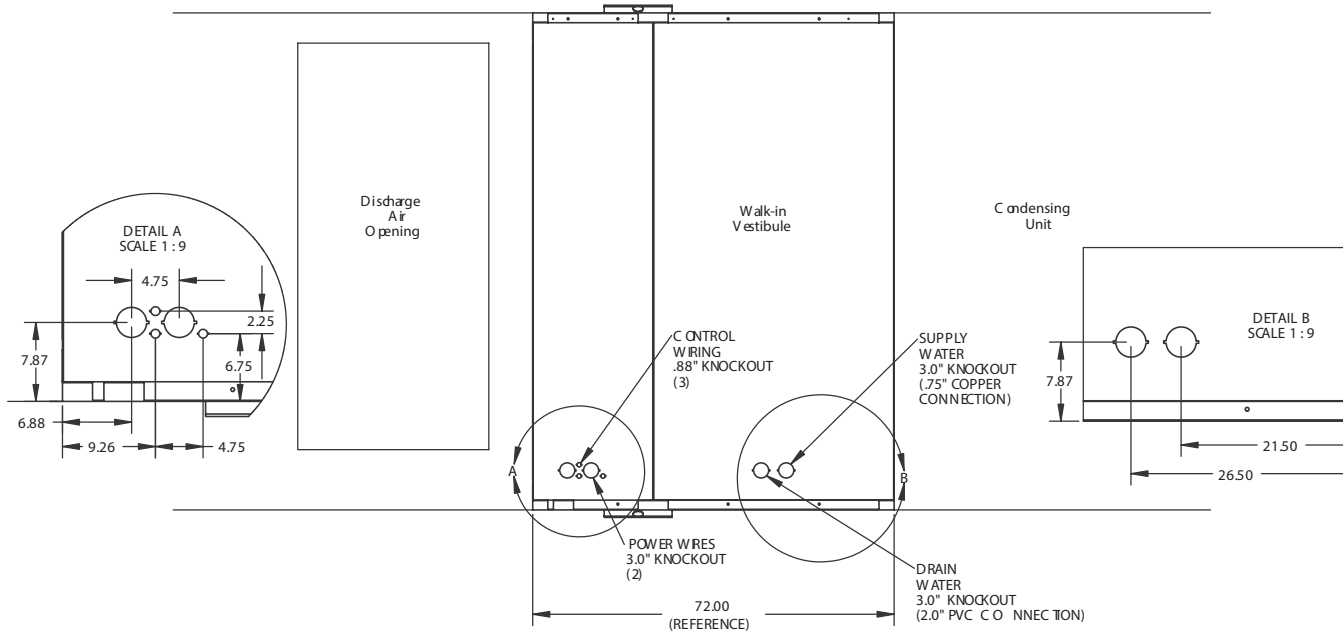 Discharge
Air
Opening
Walk-in
Vestibule
Condensing
Unit
DETAIL A
SCALE 1 : 9
4.75
2.25
7.87
6.75
6.88
9.26
4.75
CONTROL
WIRING
.88" KNOCKOUT
(3)
SUPPLY
WATER
3.0" KNOCKOUT
(.75" COPPER
CONNECTION)
DETAIL B
SCALE 1 : 9
7.87
21.50
26.50
A
B
POWER WIRES
3.0" KNOCKOUT
(2)
DRAIN
WATER
3.0" KNOCKOUT
(2.0" PVC CONNECTION)
72.00
(REFERENCE)